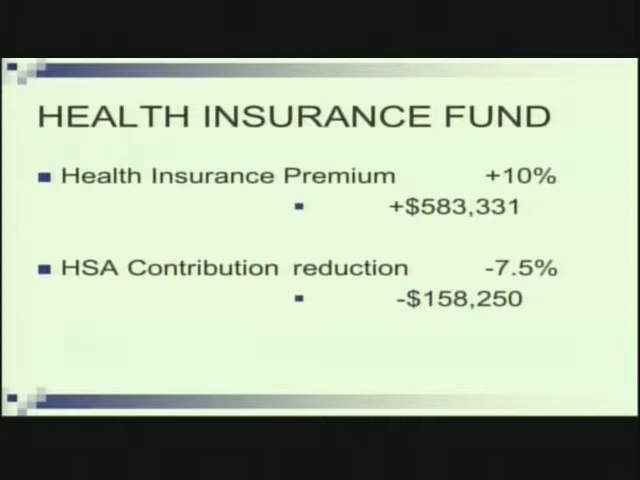 HEALTH INSURANCE FUND
Health Insurance Premium +10%
+$583,331
HSA Contribution reduction -7.5%
-$158,250